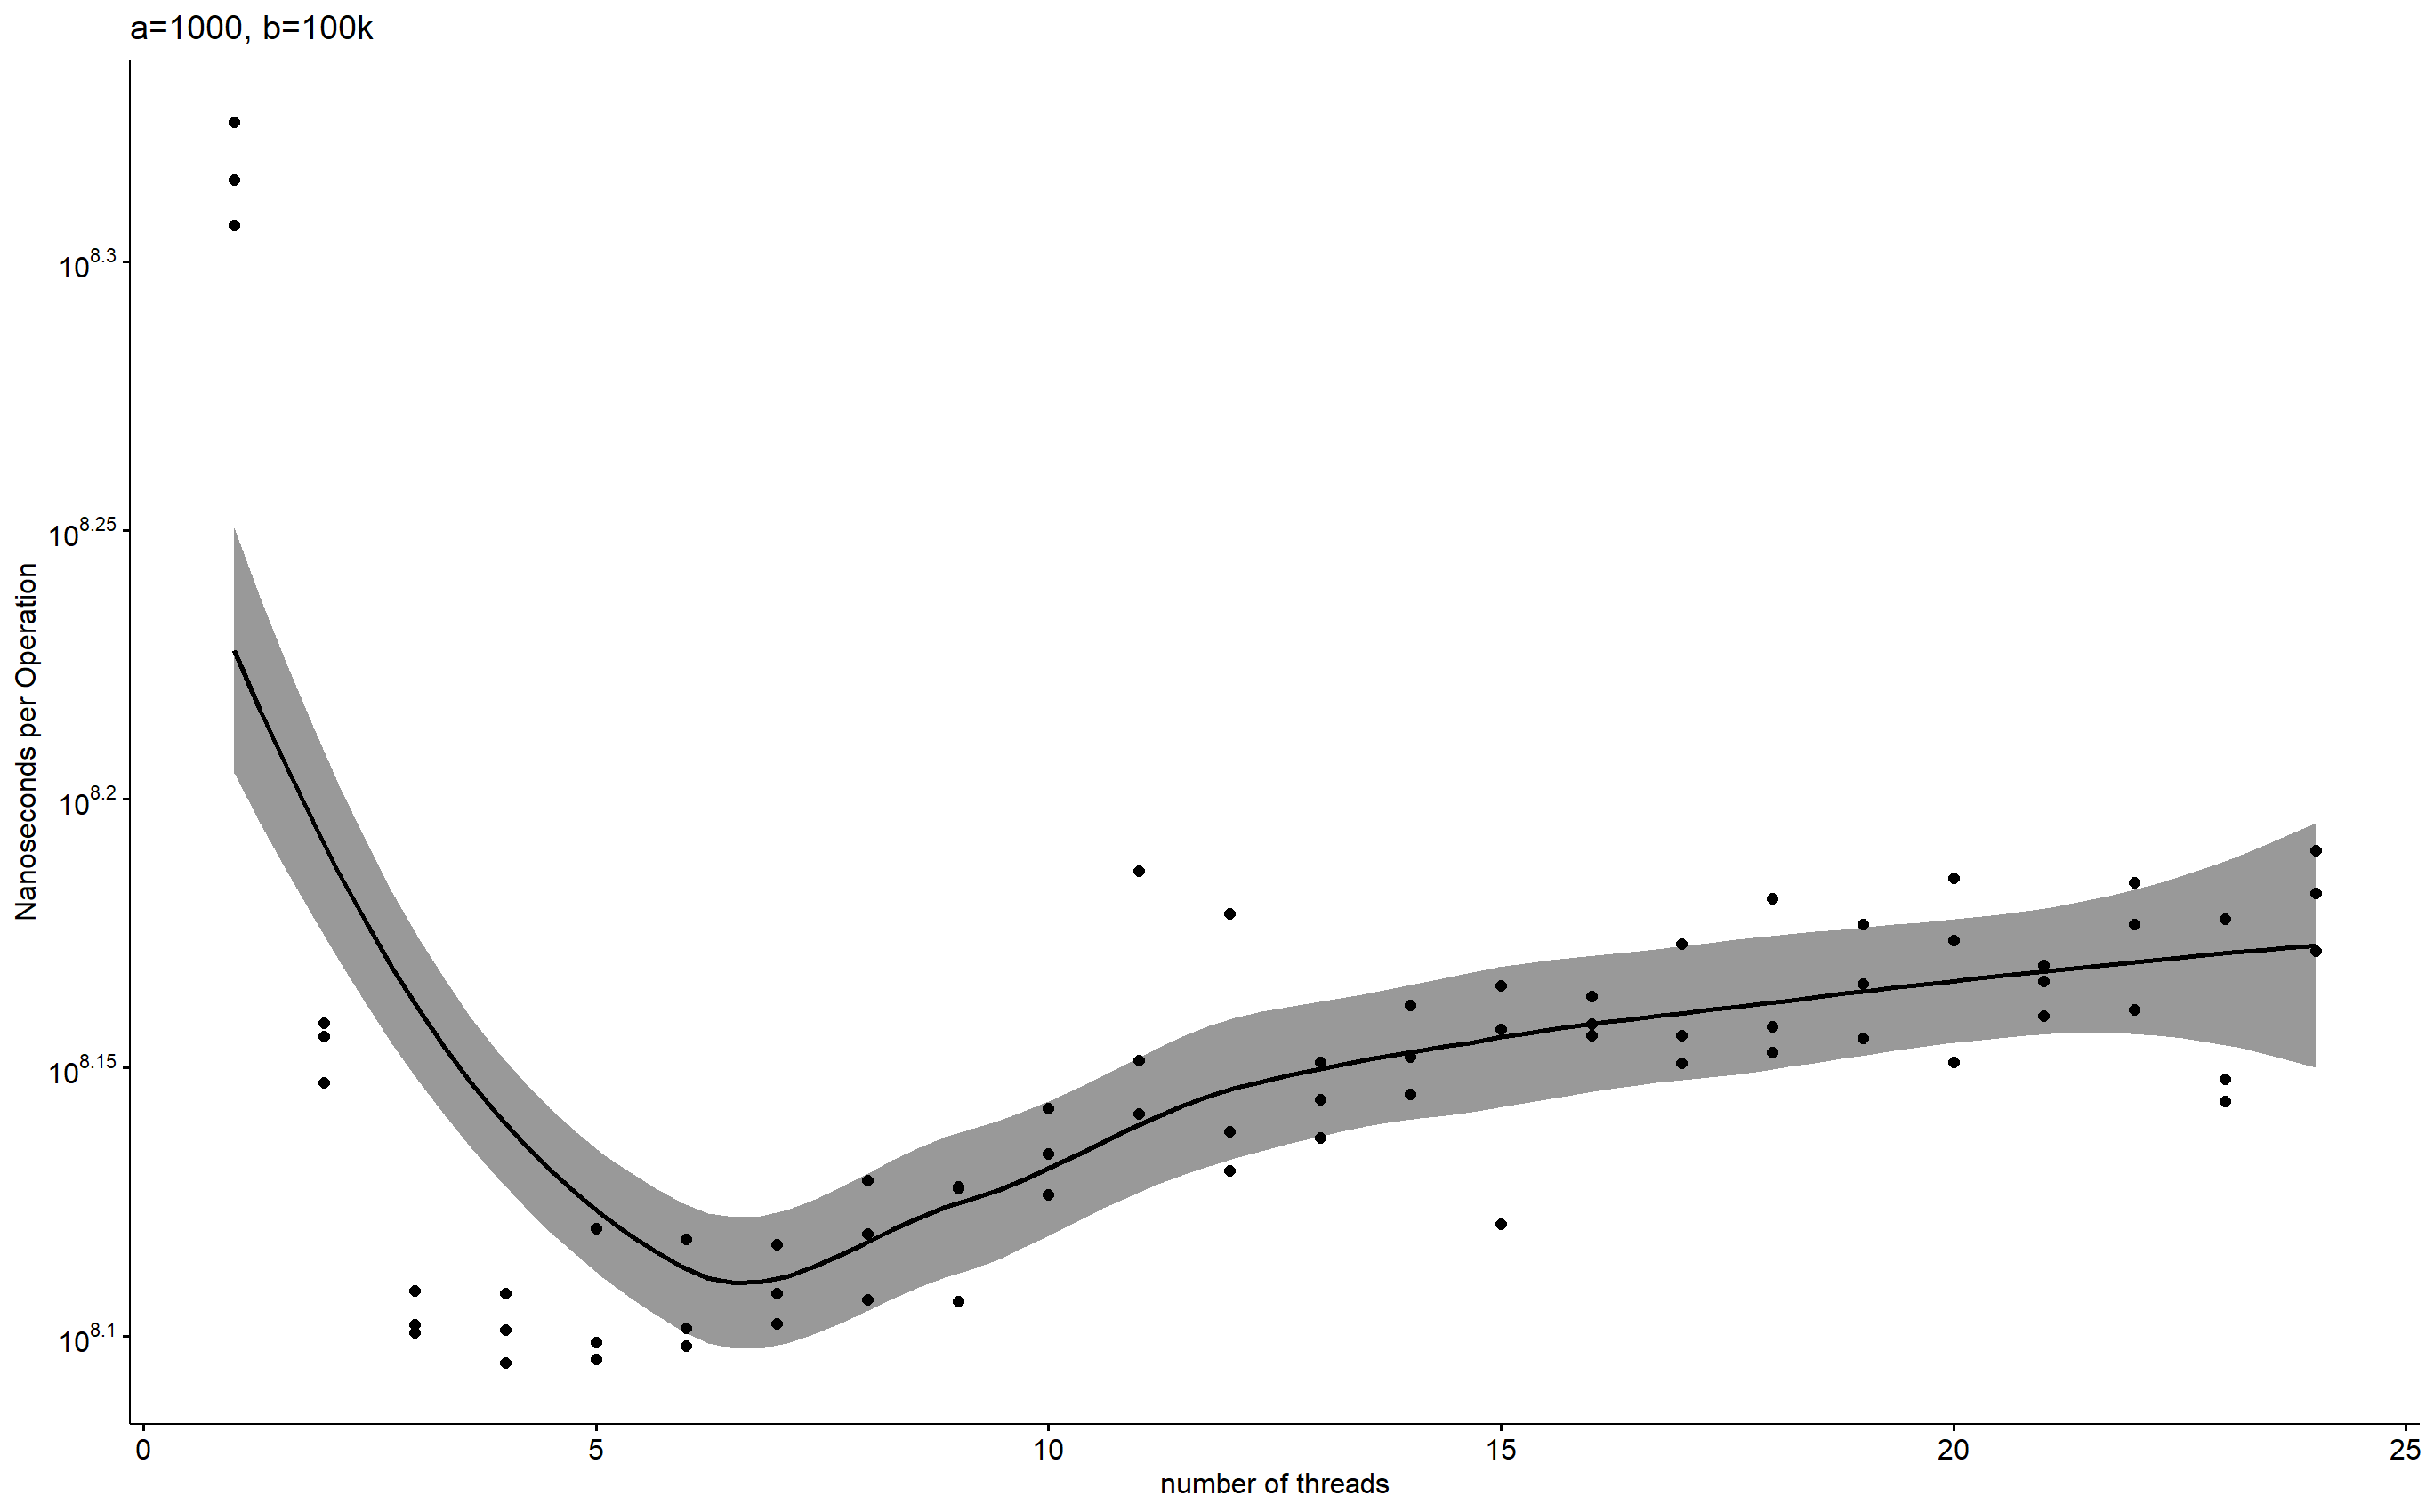 a=1000, b=100k
Nanoseconds per Operation
10^8.3
10^8.25
10^8.2
10^8.15
10^8.1
0 5 10 15 20 25
number of threads